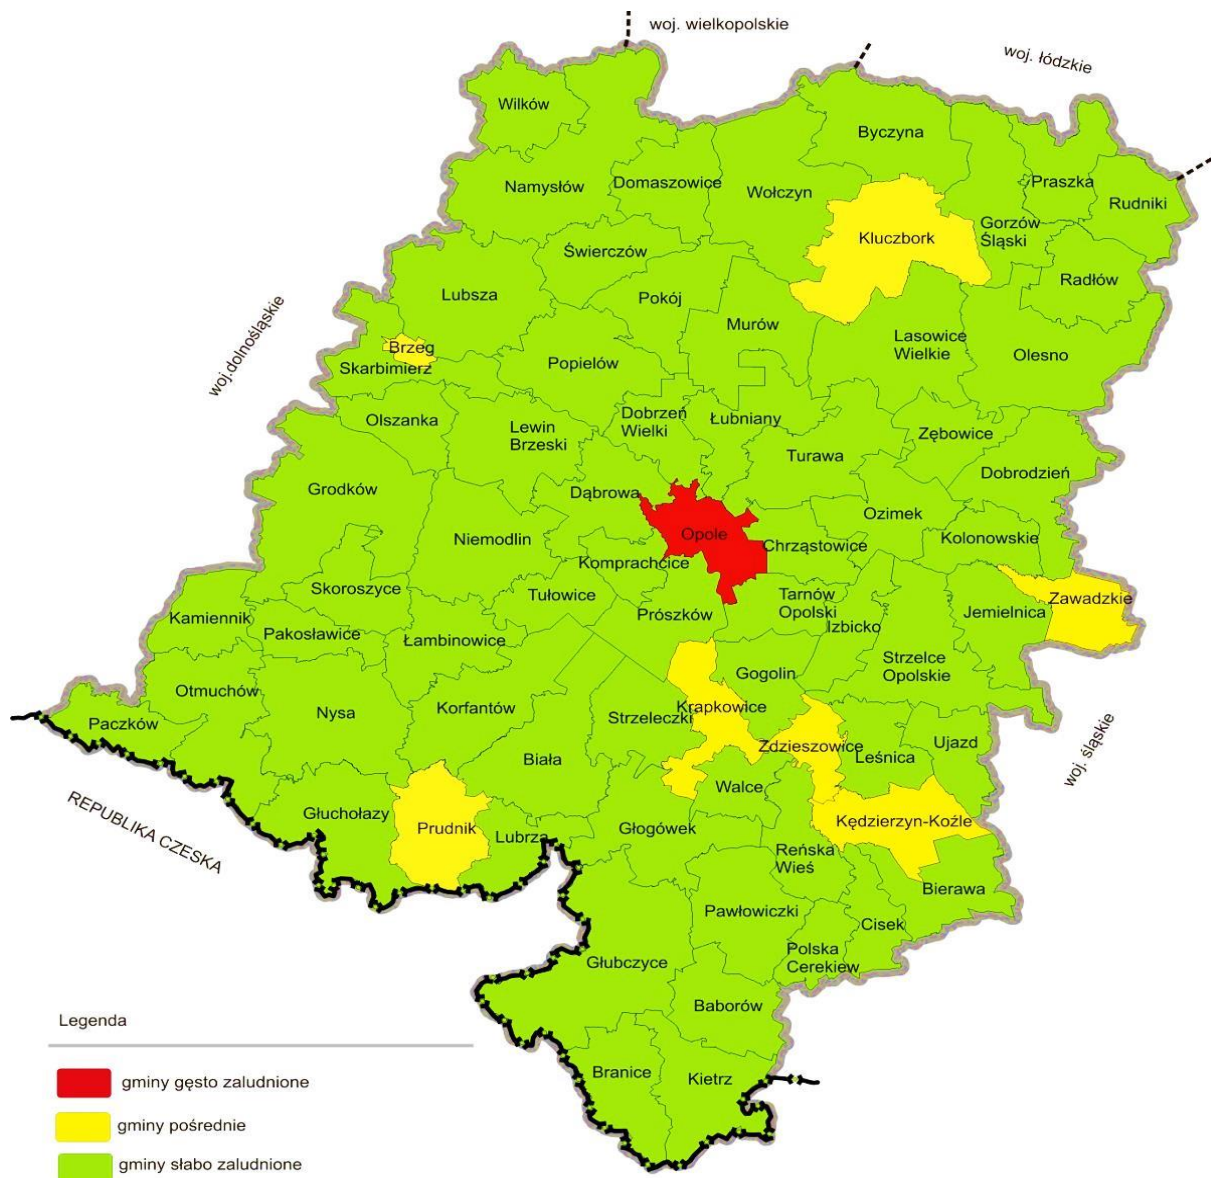 woj. wielkopolskie
woj. łódzkie
Wilków
Byczyna
Namysłów
Domaszowice
Wołczyn
Praszka
Rudniki
Kluczbork
Gorzów
Śląski
Świerczów
Radłów
Lubsza
Pokój
Murów
Lasowice
Wielkie
Olesno
woj.dolnośląskie
Brzeg
Skarbimierz
Popielów
Olszanka
Lewin
Brzeski
Dobrzeń
Wielki
Łubniany
Zębowice
Turawa
Dobrodzień
Grodków
Dąbrowa
Ozimek
Niemodlin
Opole
Chrząstowice
Kolonowskie
Komprachcice
Skoroszyce
Tułowice
Tarnów
Opolski
Zawadzkie
Kamiennik
Prószków
Jemielnica
Pakosławice
Łambinowice
Izbicko
Strzelce
Opolskie
Gogolin
Otmuchów
Nysa
Korfantów
Strzeleczki
Krapkowice
Paczków
Zdzieszowice
Ujazd
Leśnica
woj. śląskie
Biała
Walce
REPUBLIKA CZESKA
Głuchołazy
Prudnik
Lubrza
Głogówek
Kędzierzyn-Koźle
Reńska
Wieś
Bierawa
Pawłowiczki
Cisek
Polska
Cerekiew
Głubczyce
Baborów
Branice
Kietrz
Legenda
gminy gęsto zaludnione
gminy pośrednie
gminy słabo zaludnione